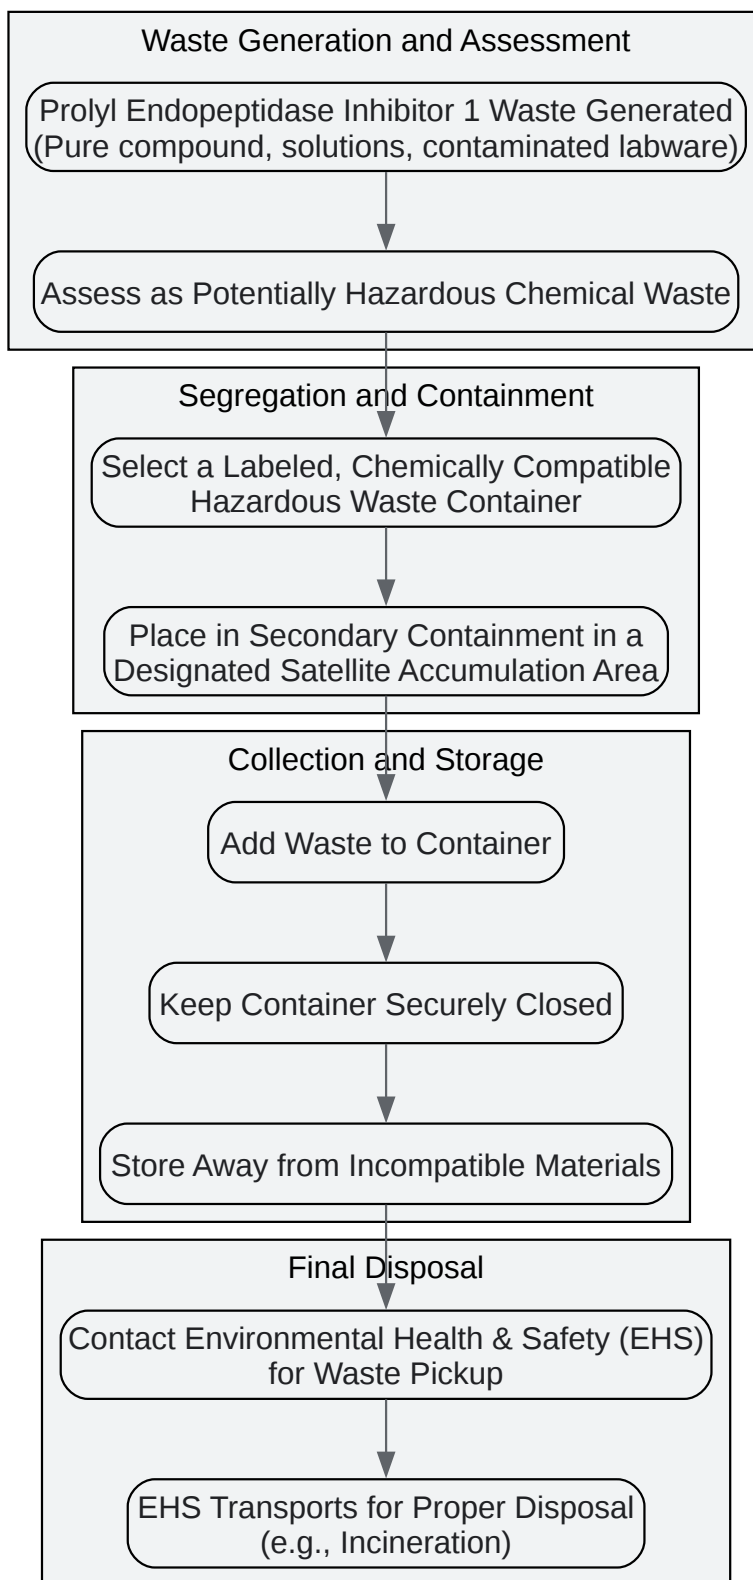 Waste Generation and Assessment
Prolyl Endopeptidase Inhibitor 1 Waste Generated
(Pure compound, solutions, contaminated labware)
Assess as Potentially Hazardous Chemical Waste
Segregation and Containment
Select a Labeled, Chemically Compatible
Hazardous Waste Container
Place in Secondary Containment in a
Designated Satellite Accumulation Area
Collection and Storage
Add Waste to Container
Keep Container Securely Closed
Store Away from Incompatible Materials
Final Disposal
Contact Environmental Health & Safety (EHS)
for Waste Pickup
EHS Transports for Proper Disposal
(e.g., Incineration)